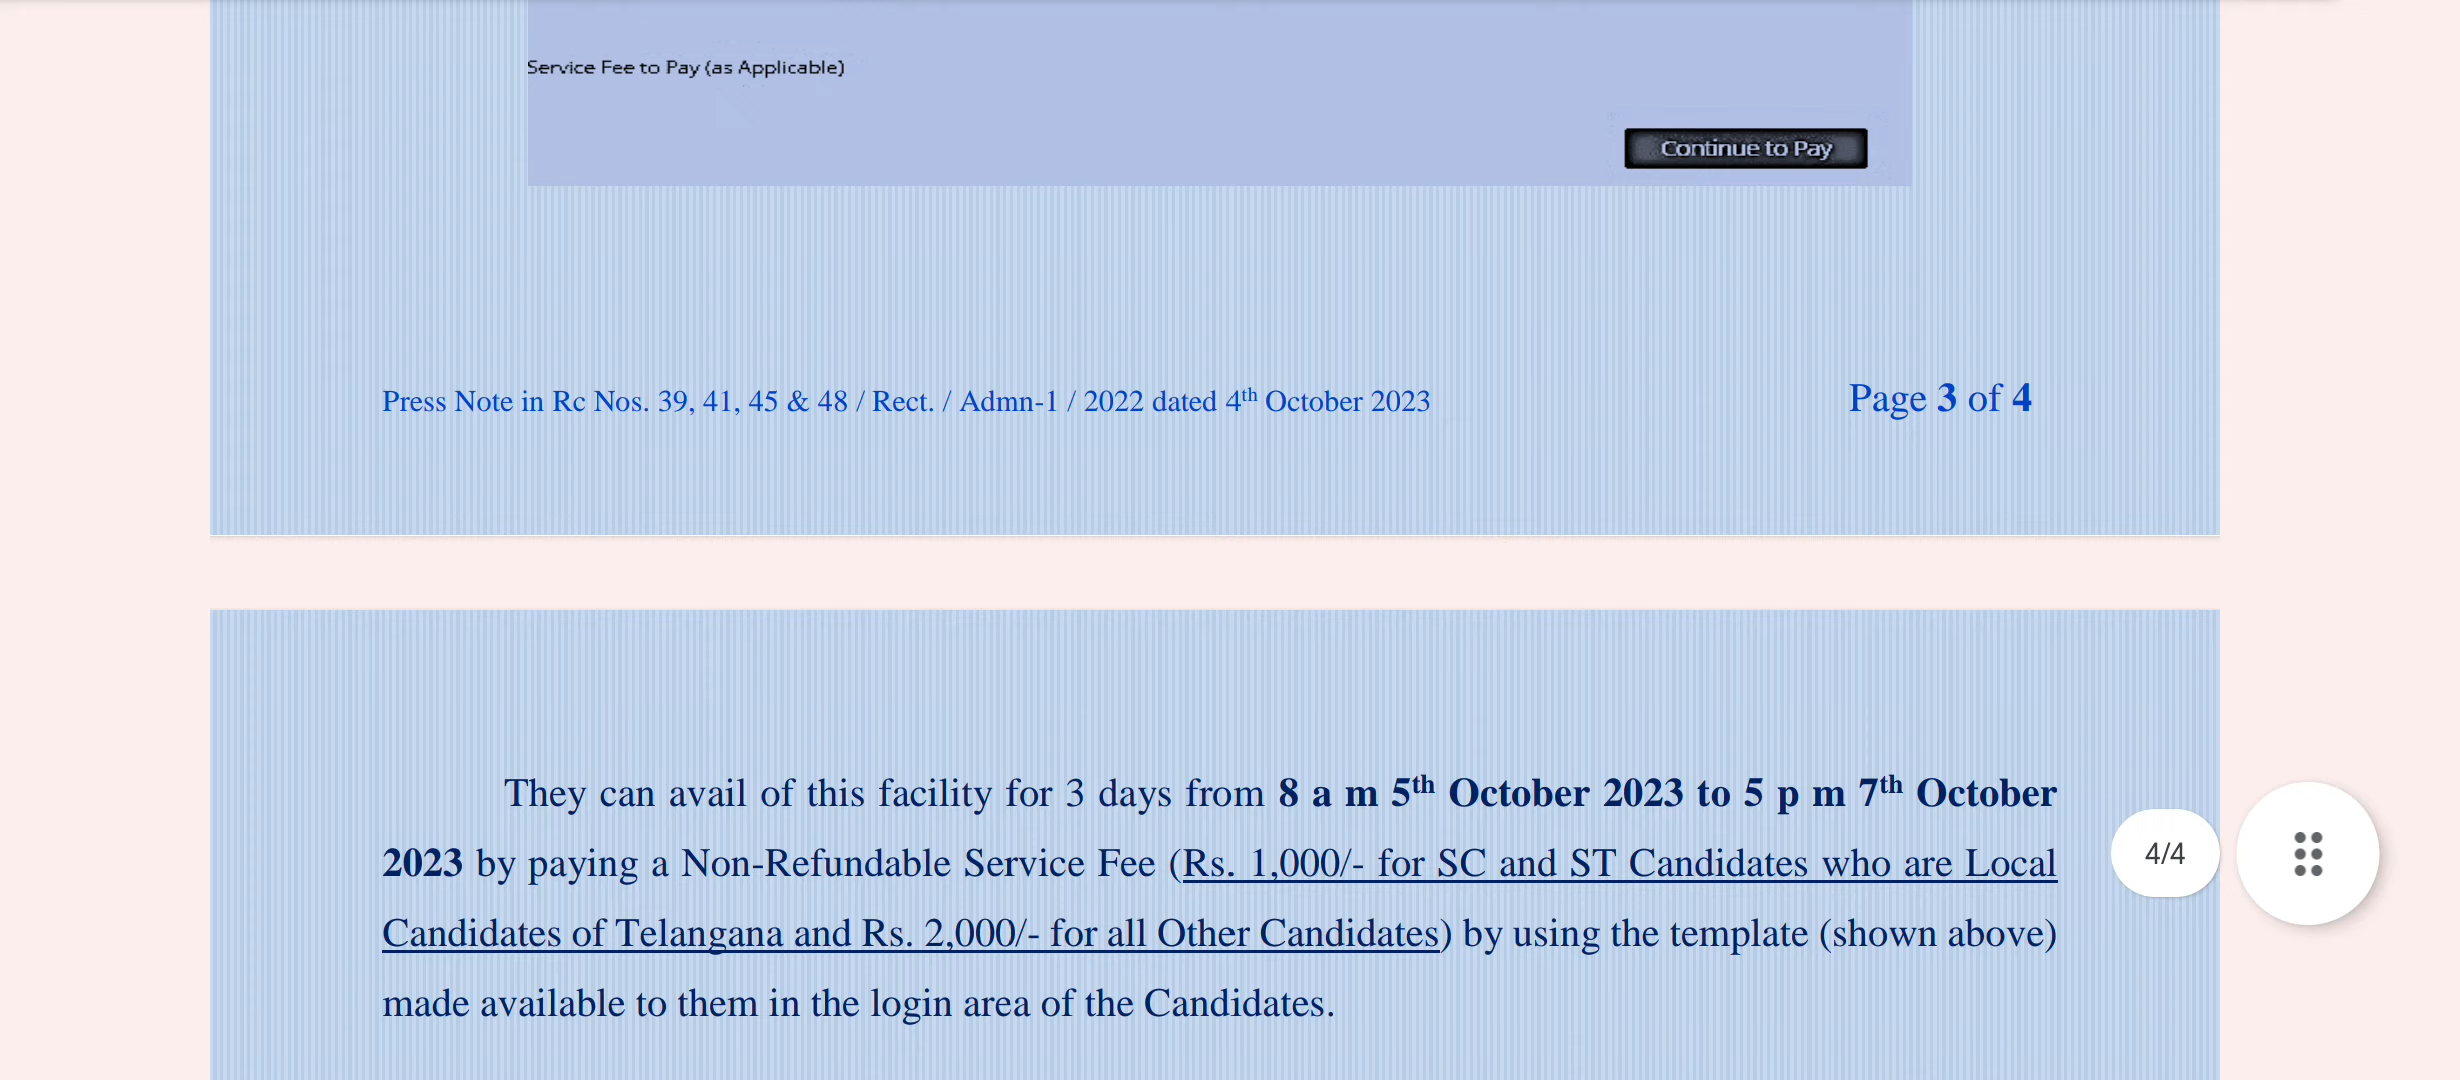 Service Fee to Pay (as Applicable)
Continue to Pay
Press Note in Rc Nos. 39, 41, 45 & 48 / Rect. / Admn-1 / 2022 dated 4th October 2023
Page 3 of 4
They can avail of this facility for 3 days from 8 a m 5th October 2023 to 5 p m 7th October
2023 by paying a Non-Refundable Service Fee (Rs. 1,000/- for SC and ST Candidates who are Local
Candidates of Telangana and Rs. 2,000/- for all Other Candidates) by using the template (shown above)
made available to them in the login area of the Candidates.
4/4